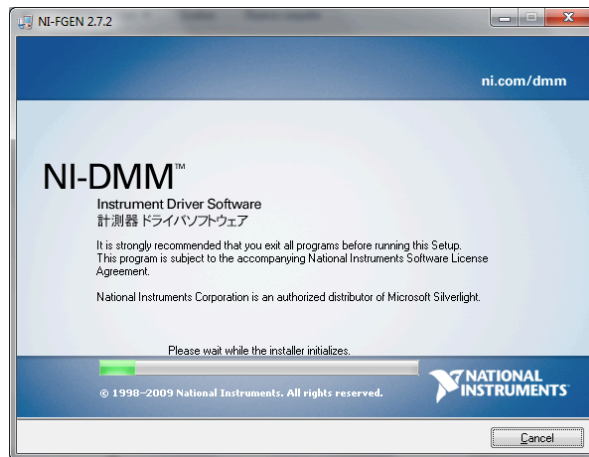 NI-FGEN 2.7.2
ni.com/dmm
NI-DMM™
Instrument Driver Software
計測器 ドライバソフトウェア
It is strongly recommended that you exit all programs before running this Setup.
This program is subject to the accompanying National Instruments Software License
Agreement.
National Instruments Corporation is an authorized distributor of Microsoft Silverlight.
Please wait while the installer initializes.
© 1998–2009 National Instruments. All rights reserved.
NATIONAL
INSTRUMENTS™
Cancel